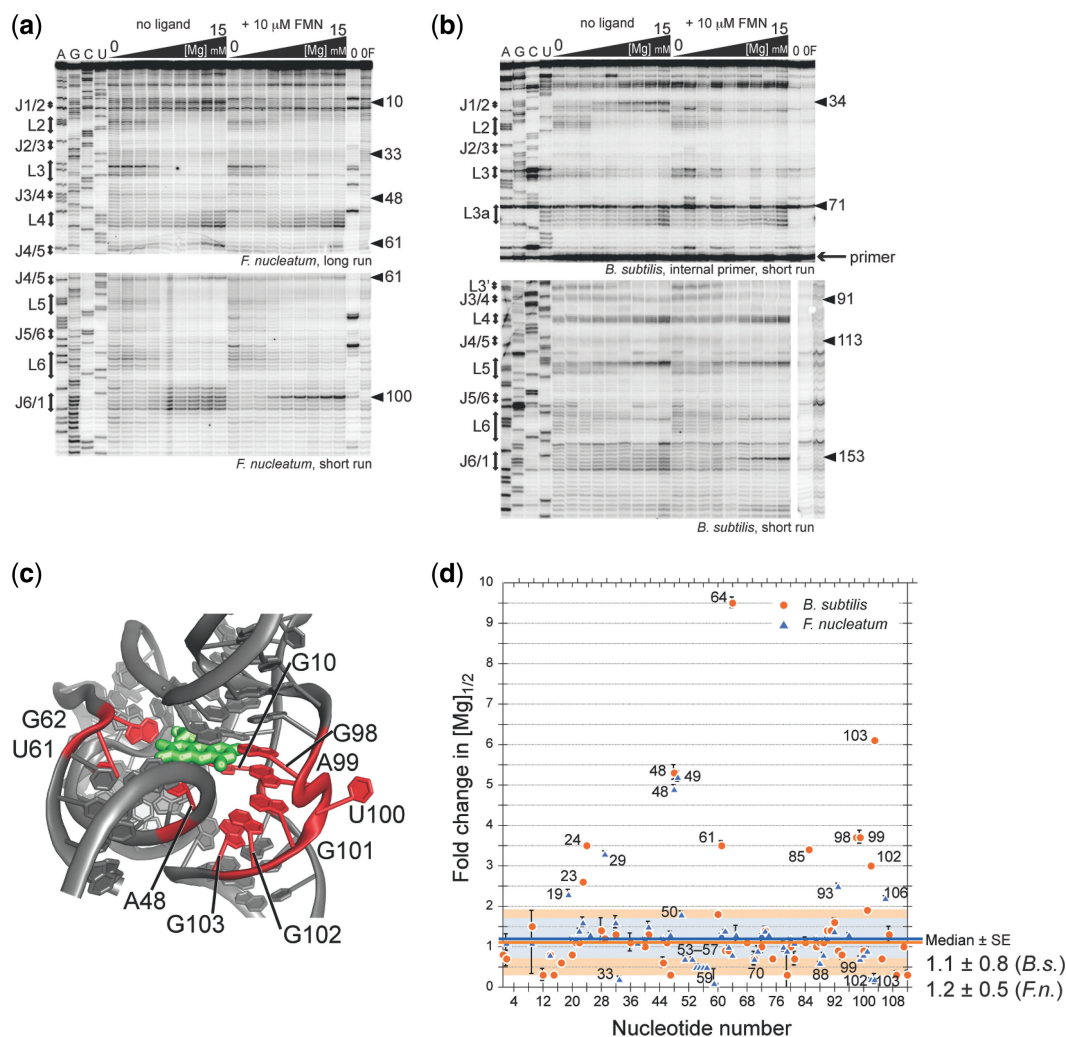 (a)
no ligand + 10 µM FMN
0 15 0 15
A G C U [Mg] mM [Mg] mM 0 0F
J1/2 10
L2
J2/3 33
L3
J3/4 48
L4
J4/5 61
F. nucleatum, long run
J4/5 61
L5
J5/6
L6
J6/1 100
F. nucleatum, short run
(b)
no ligand + 10 µM FMN
0 15 0 15
A G C U [Mg] mM [Mg] mM 0 0F
J1/2 34
L2
J2/3
L3
L3a 71
primer
B. subtilis, internal primer, short run
L3'
J3/4 91
L4
J4/5 113
L5
J5/6
L6
J6/1 153
B. subtilis, short run
(c)
G10
G62 G98
U61 A99
U100
A48 G101
G103 G102
(d)
Fold change in [Mg]1/2
10
9
8
7
6
5
4
3
2
1
0
B. subtilis
F. nucleatum
64
103
48 49
48
24 61 98 99
29 85
23 102
19 93 106
50
53–57
33 59 70 88 99 102 103
Median ± SE
1.1 ± 0.8 (B.s.)
1.2 ± 0.5 (F.n.)
4 12 20 28 36 44 52 60 68 76 84 92 100 108
Nucleotide number